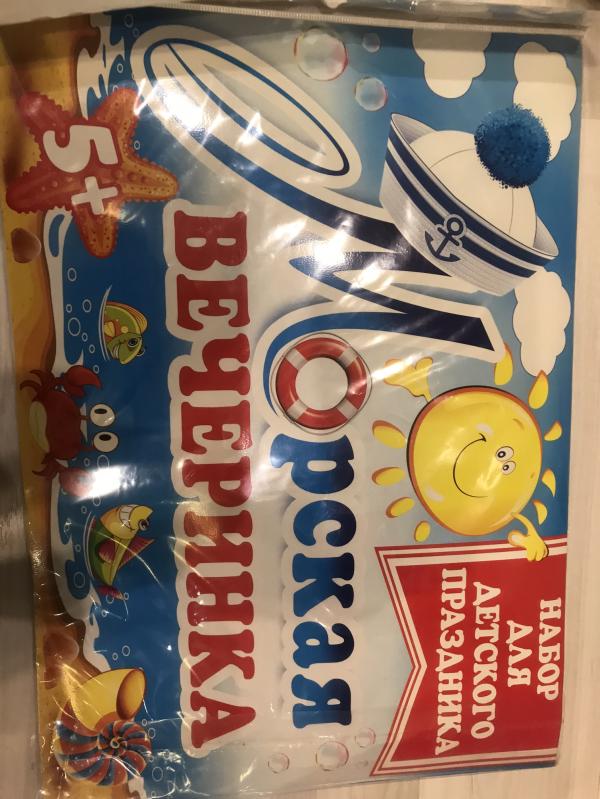 НАБОР
ДЛЯ
ДЕТСКОГО
ПРАЗДНИКА
Морская
ВЕЧЕРИНКА
5+